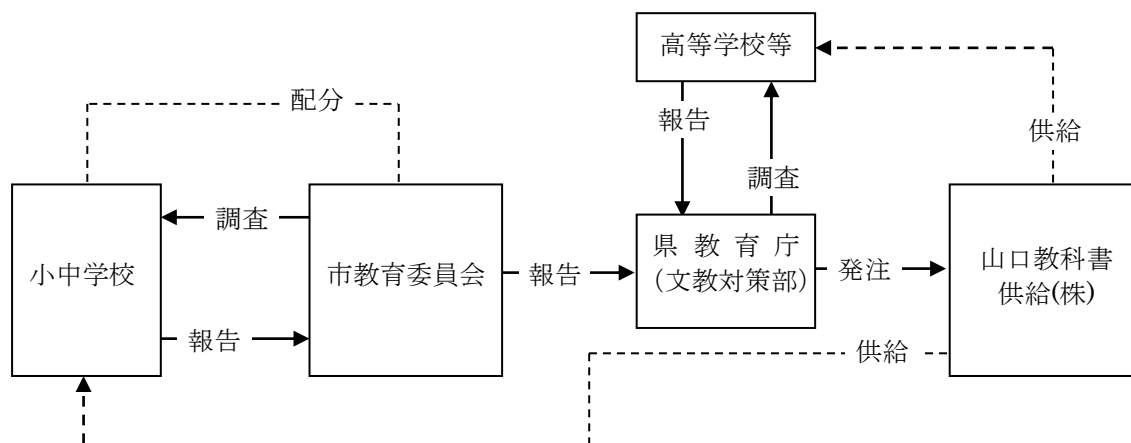 高等学校等
配分
報告
供給
調査
調査
小中学校
市教育委員会
報告
県教育庁
（文教対策部）
発注
山口教科書
供給(株)
報告
供給